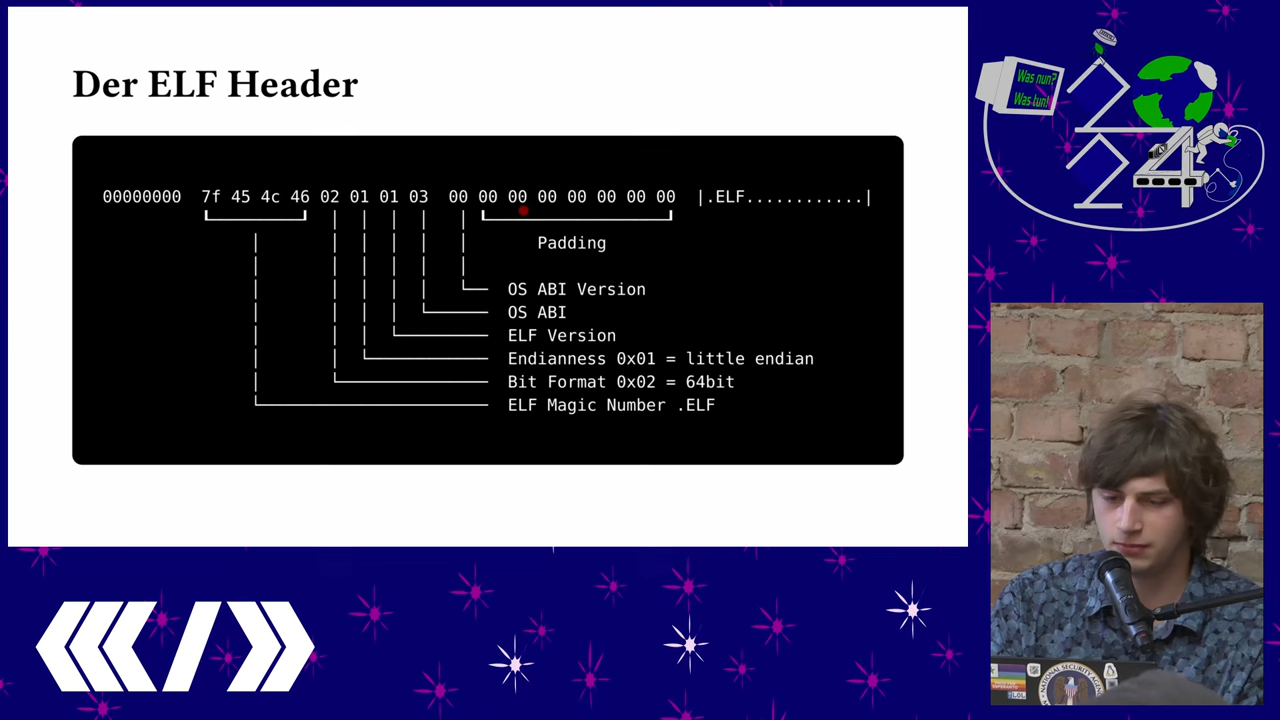 Der ELF Header
00000000 7f 45 4c 46 02 01 01 03 00 00 00 00 00 00 00 00 |.ELF............|
Padding
OS ABI Version
OS ABI
ELF Version
Endianness 0x01 = little endian
Bit Format 0x02 = 64bit
ELF Magic Number .ELF
Was nun?
Was tun!
2024